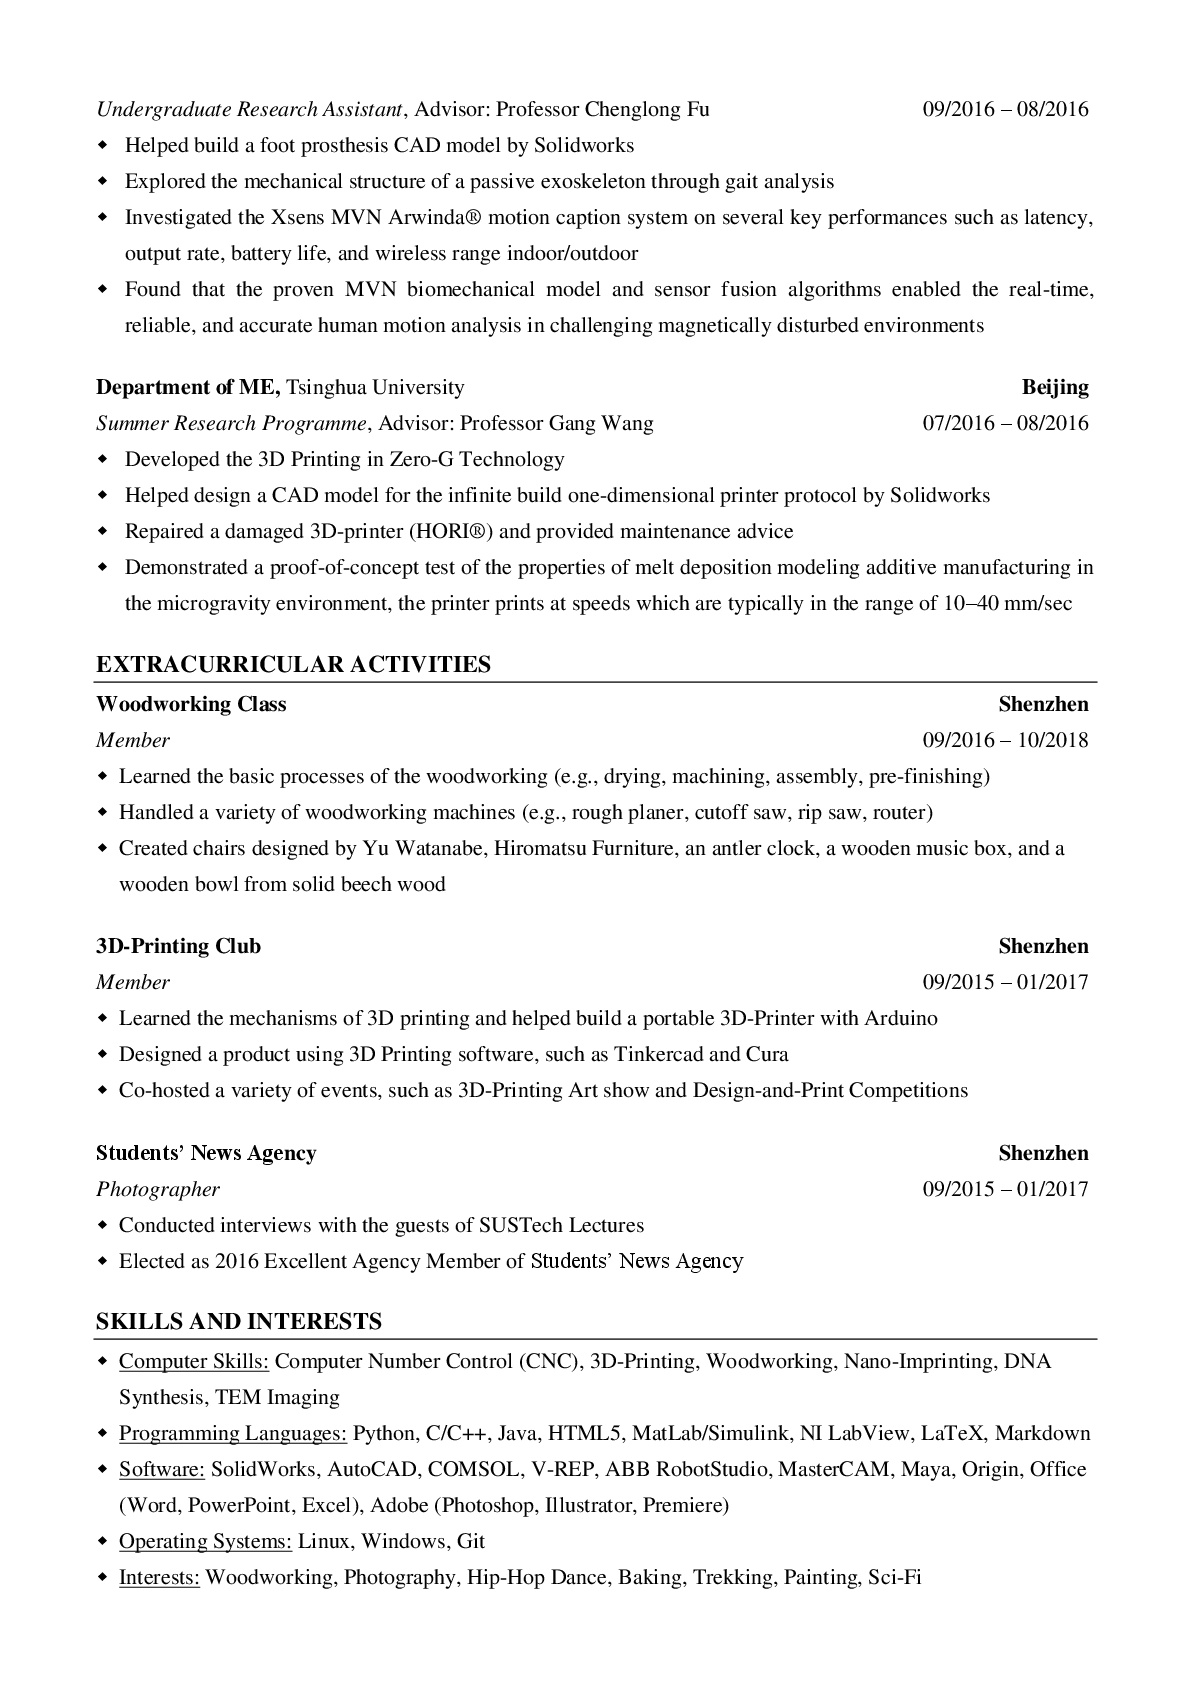 Undergraduate Research Assistant, Advisor: Professor Chenglong Fu 09/2016 – 08/2016
◆ Helped build a foot prosthesis CAD model by Solidworks
◆ Explored the mechanical structure of a passive exoskeleton through gait analysis
◆ Investigated the Xsens MVN Arwinda® motion caption system on several key performances such as latency,
output rate, battery life, and wireless range indoor/outdoor
◆ Found that the proven MVN biomechanical model and sensor fusion algorithms enabled the real-time,
reliable, and accurate human motion analysis in challenging magnetically disturbed environments
Department of ME, Tsinghua University Beijing
Summer Research Programme, Advisor: Professor Gang Wang 07/2016 – 08/2016
◆ Developed the 3D Printing in Zero-G Technology
◆ Helped design a CAD model for the infinite build one-dimensional printer protocol by Solidworks
◆ Repaired a damaged 3D-printer (HORI®) and provided maintenance advice
◆ Demonstrated a proof-of-concept test of the properties of melt deposition modeling additive manufacturing in
the microgravity environment, the printer prints at speeds which are typically in the range of 10–40 mm/sec
EXTRACURRICULAR ACTIVITIES
Woodworking Class Shenzhen
Member 09/2016 – 10/2018
◆ Learned the basic processes of the woodworking (e.g., drying, machining, assembly, pre-finishing)
◆ Handled a variety of woodworking machines (e.g., rough planer, cutoff saw, rip saw, router)
◆ Created chairs designed by Yu Watanabe, Hiromatsu Furniture, an antler clock, a wooden music box, and a
wooden bowl from solid beech wood
3D-Printing Club Shenzhen
Member 09/2015 – 01/2017
◆ Learned the mechanisms of 3D printing and helped build a portable 3D-Printer with Arduino
◆ Designed a product using 3D Printing software, such as Tinkercad and Cura
◆ Co-hosted a variety of events, such as 3D-Printing Art show and Design-and-Print Competitions
Students’ News Agency Shenzhen
Photographer 09/2015 – 01/2017
◆ Conducted interviews with the guests of SUSTech Lectures
◆ Elected as 2016 Excellent Agency Member of Students’ News Agency
SKILLS AND INTERESTS
◆ Computer Skills: Computer Number Control (CNC), 3D-Printing, Woodworking, Nano-Imprinting, DNA
Synthesis, TEM Imaging
◆ Programming Languages: Python, C/C++, Java, HTML5, MatLab/Simulink, NI LabView, LaTeX, Markdown
◆ Software: SolidWorks, AutoCAD, COMSOL, V-REP, ABB RobotStudio, MasterCAM, Maya, Origin, Office
(Word, PowerPoint, Excel), Adobe (Photoshop, Illustrator, Premiere)
◆ Operating Systems: Linux, Windows, Git
◆ Interests: Woodworking, Photography, Hip-Hop Dance, Baking, Trekking, Painting, Sci-Fi